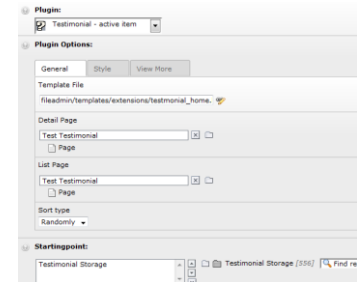 Plugin:
Testimonial - active item
Plugin Options:
General Style View More
Template File
fileadmin/templates/extensions/testmonial_home.
Detail Page
Test Testimonial
Page
List Page
Test Testimonial
Page
Sort type
Randomly
Startingpoint:
Testimonial Storage Testimonial Storage [556] Find re